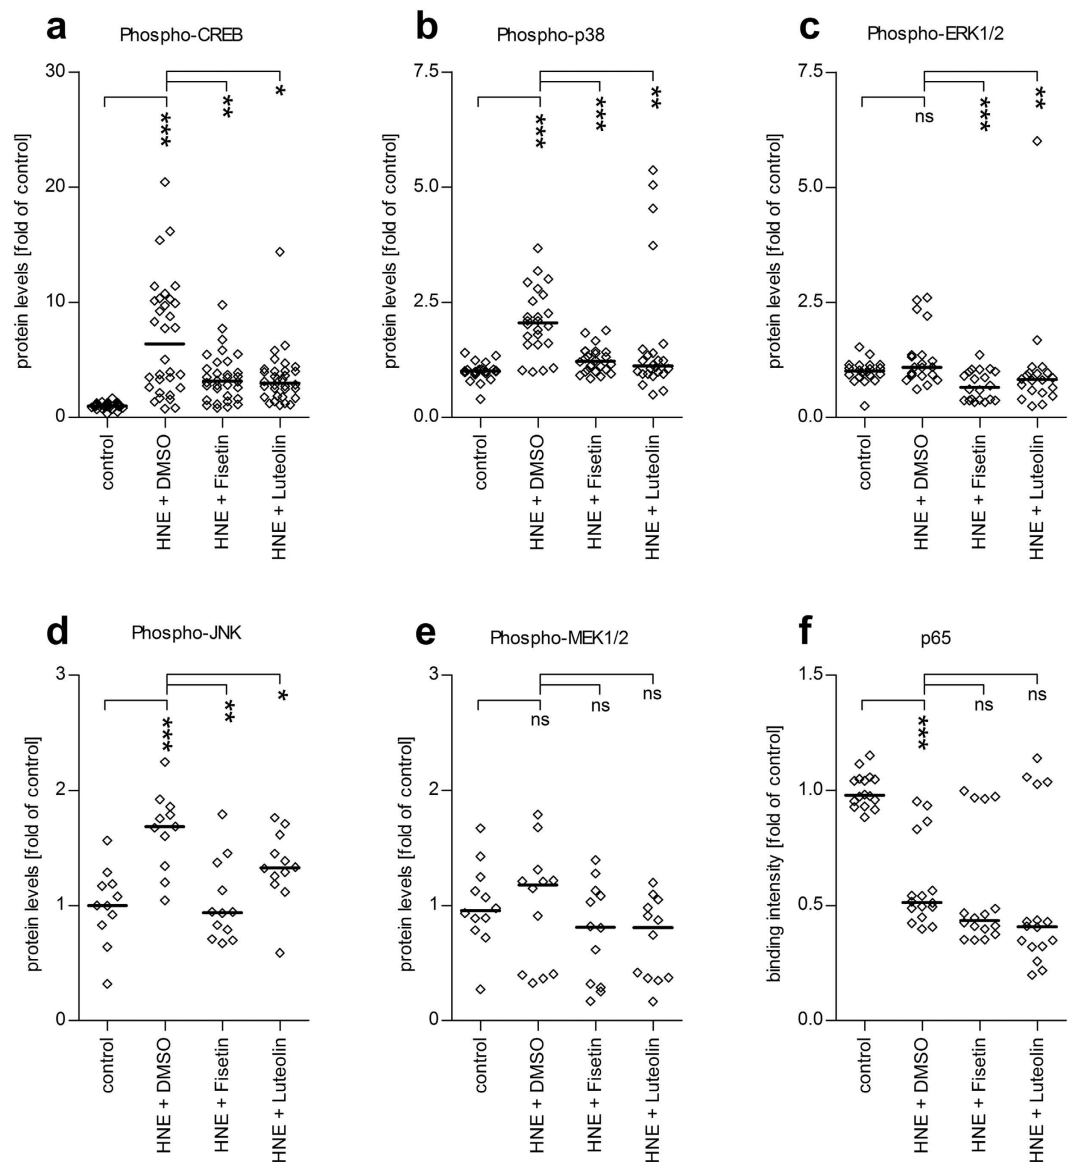 a
Phospho-CREB
protein levels [fold of control]
30
20
10
0
***
**
*
control
HNE + DMSO
HNE + Fisetin
HNE + Luteolin
b
Phospho-p38
protein levels [fold of control]
7.5
5.0
2.5
0.0
***
***
**
control
HNE + DMSO
HNE + Fisetin
HNE + Luteolin
c
Phospho-ERK1/2
protein levels [fold of control]
7.5
5.0
2.5
0.0
ns
***
**
control
HNE + DMSO
HNE + Fisetin
HNE + Luteolin
d
Phospho-JNK
protein levels [fold of control]
3
2
1
0
***
**
*
control
HNE + DMSO
HNE + Fisetin
HNE + Luteolin
e
Phospho-MEK1/2
protein levels [fold of control]
3
2
1
0
ns
ns
ns
control
HNE + DMSO
HNE + Fisetin
HNE + Luteolin
f
p65
binding intensity [fold of control]
1.5
1.0
0.5
0.0
***
ns
ns
control
HNE + DMSO
HNE + Fisetin
HNE + Luteolin